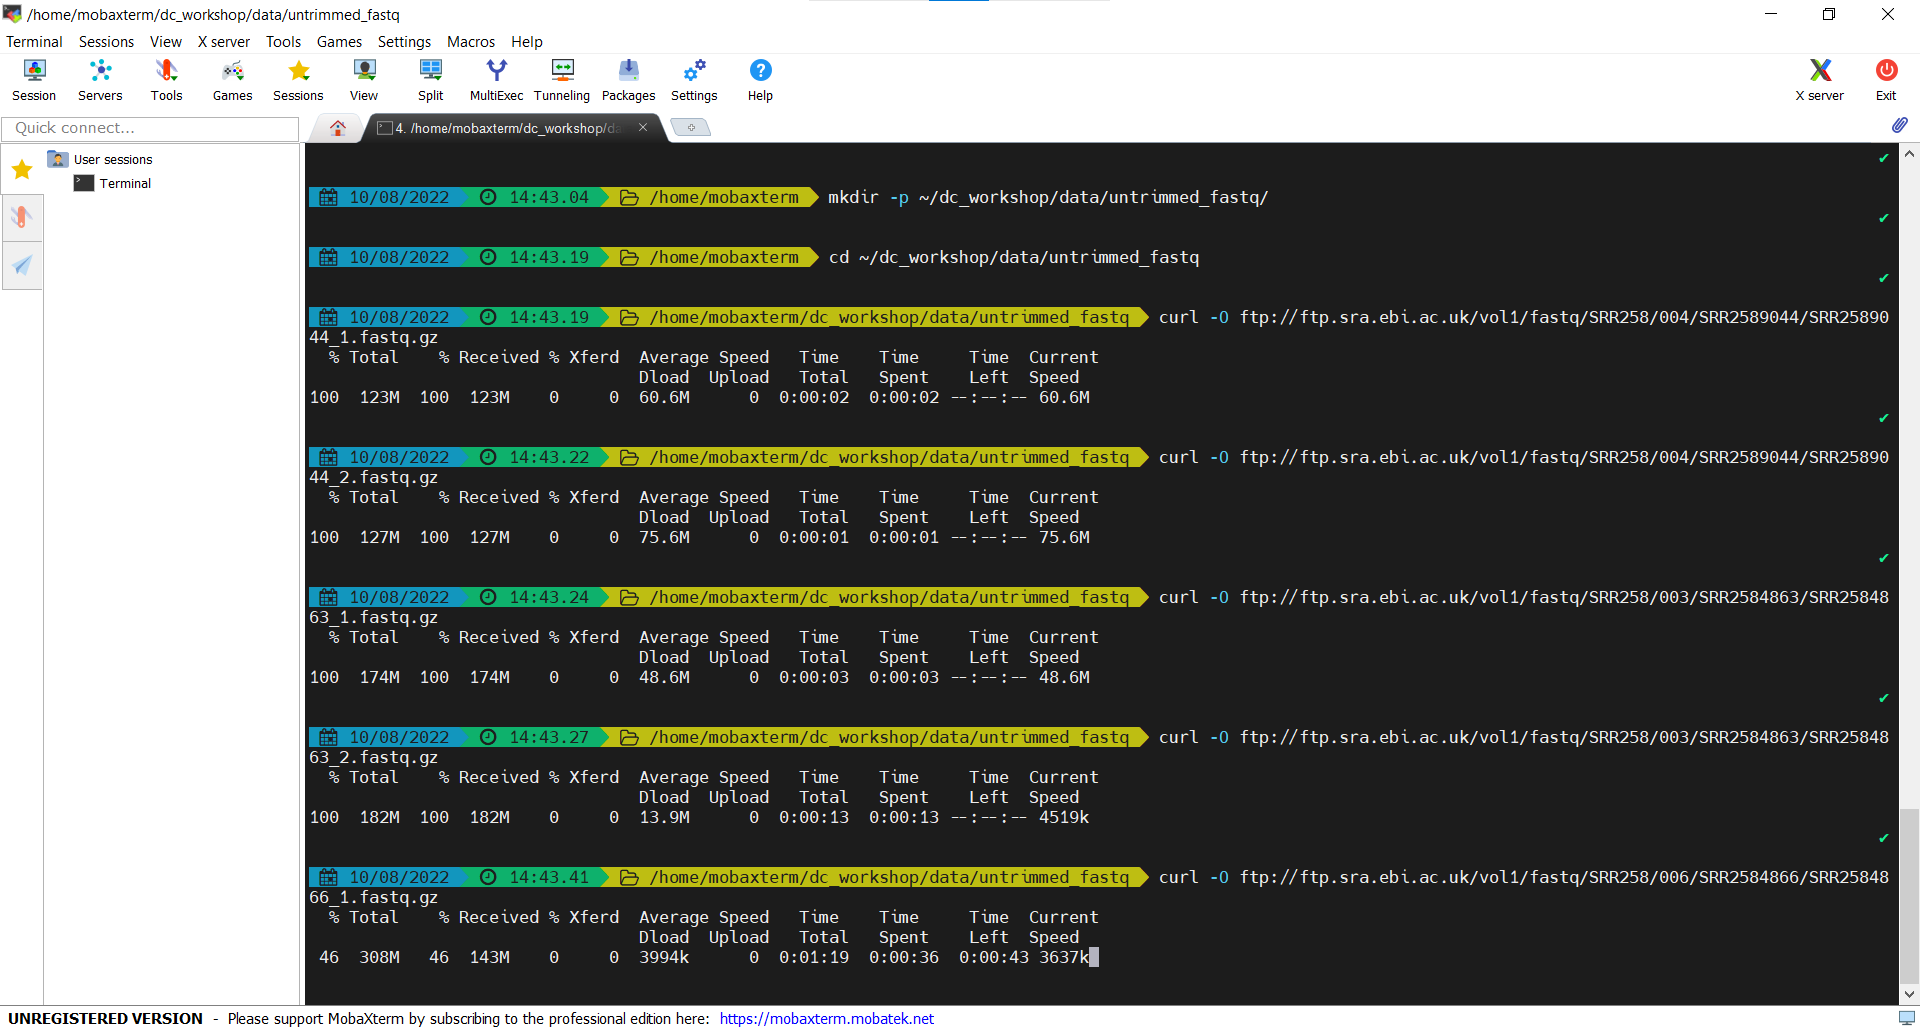 /home/mobaxterm/dc_workshop/data/untrimmed_fastq
Terminal Sessions View X server Tools Games Settings Macros Help
Session Servers Tools Games Sessions View Split MultiExec Tunneling Packages Settings Help X server Exit
Quick connect...
4. /home/mobaxterm/dc_workshop/da
User sessions
Terminal
10/08/2022 14:43.04 /home/mobaxterm mkdir -p ~/dc_workshop/data/untrimmed_fastq/
10/08/2022 14:43.19 /home/mobaxterm cd ~/dc_workshop/data/untrimmed_fastq
10/08/2022 14:43.19 /home/mobaxterm/dc_workshop/data/untrimmed_fastq curl -O ftp://ftp.sra.ebi.ac.uk/vol1/fastq/SRR258/004/SRR2589044/SRR25890
44_1.fastq.gz
% Total % Received % Xferd Average Speed Time Time Time Current
Dload Upload Total Spent Left Speed
100 123M 100 123M 0 0 60.6M 0 0:00:02 0:00:02 --:--:-- 60.6M
10/08/2022 14:43.22 /home/mobaxterm/dc_workshop/data/untrimmed_fastq curl -O ftp://ftp.sra.ebi.ac.uk/vol1/fastq/SRR258/004/SRR2589044/SRR25890
44_2.fastq.gz
% Total % Received % Xferd Average Speed Time Time Time Current
Dload Upload Total Spent Left Speed
100 127M 100 127M 0 0 75.6M 0 0:00:01 0:00:01 --:--:-- 75.6M
10/08/2022 14:43.24 /home/mobaxterm/dc_workshop/data/untrimmed_fastq curl -O ftp://ftp.sra.ebi.ac.uk/vol1/fastq/SRR258/003/SRR2584863/SRR25848
63_1.fastq.gz
% Total % Received % Xferd Average Speed Time Time Time Current
Dload Upload Total Spent Left Speed
100 174M 100 174M 0 0 48.6M 0 0:00:03 0:00:03 --:--:-- 48.6M
10/08/2022 14:43.27 /home/mobaxterm/dc_workshop/data/untrimmed_fastq curl -O ftp://ftp.sra.ebi.ac.uk/vol1/fastq/SRR258/003/SRR2584863/SRR25848
63_2.fastq.gz
% Total % Received % Xferd Average Speed Time Time Time Current
Dload Upload Total Spent Left Speed
100 182M 100 182M 0 0 13.9M 0 0:00:13 0:00:13 --:--:-- 4519k
10/08/2022 14:43.41 /home/mobaxterm/dc_workshop/data/untrimmed_fastq curl -O ftp://ftp.sra.ebi.ac.uk/vol1/fastq/SRR258/006/SRR2584866/SRR25848
66_1.fastq.gz
% Total % Received % Xferd Average Speed Time Time Time Current
Dload Upload Total Spent Left Speed
46 308M 46 143M 0 0 3994k 0 0:01:19 0:00:36 0:00:43 3637k
UNREGISTERED VERSION - Please support MobaXterm by subscribing to the professional edition here: https://mobaxterm.mobatek.net